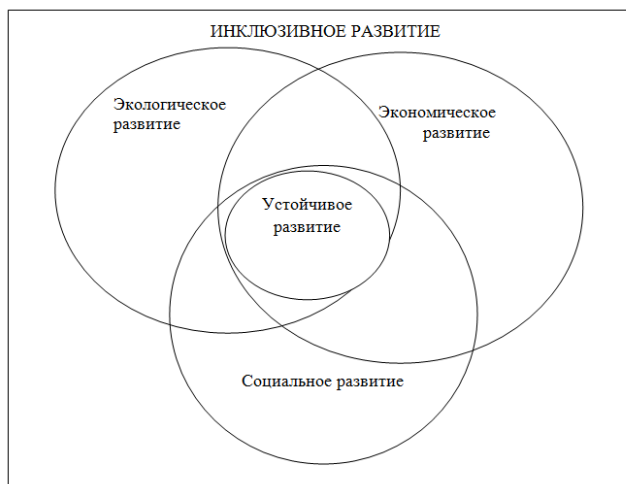 ИНКЛЮЗИВНОЕ РАЗВИТИЕ
Экологическое
развитие
Экономическое
развитие
Устойчивое
развитие
Социальное развитие